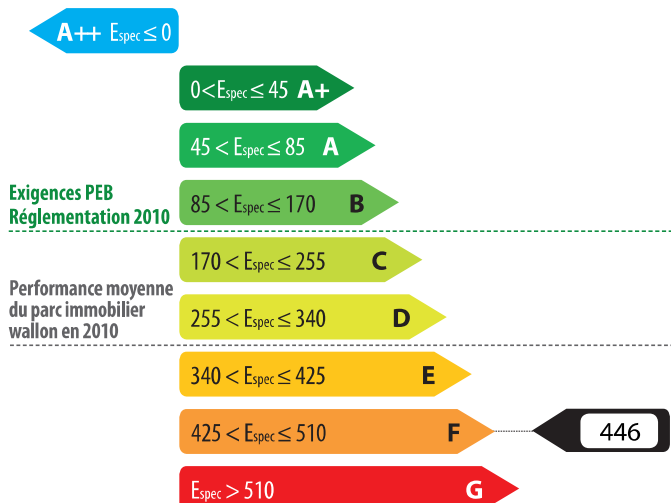 A++ Espec ≤ 0
0 < Espec ≤ 45 A+
45 < Espec ≤ 85 A
Exigences PEB
Réglementation 2010
85 < Espec ≤ 170 B
170 < Espec ≤ 255 C
Performance moyenne
du parc immobilier
wallon en 2010
255 < Espec ≤ 340 D
340 < Espec ≤ 425 E
425 < Espec ≤ 510 F
446
Espec > 510 G